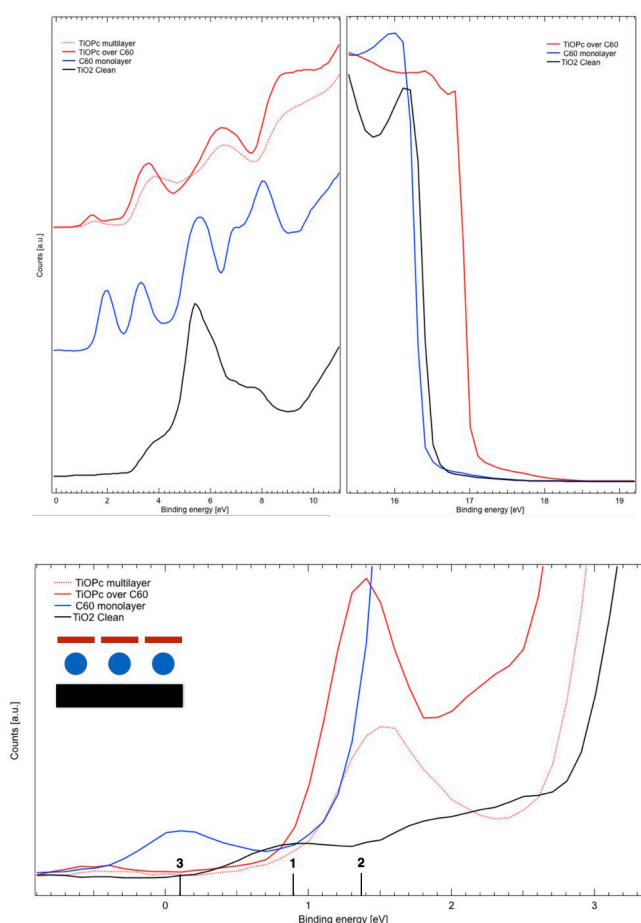 TiOPc multilayer
TiOPc over C60
C60 monolayer
TiO2 Clean
Counts [a.u.]
0 2 4 6 8 10
Binding energy [eV]
TiOPc over C60
C60 monolayer
TiO2 Clean
16 17 18 19
Binding energy [eV]
TiOPc multilayer
TiOPc over C60
C60 monolayer
TiO2 Clean
Counts [a.u.]
3 1 2
0 1 2 3
Binding energy [eV]